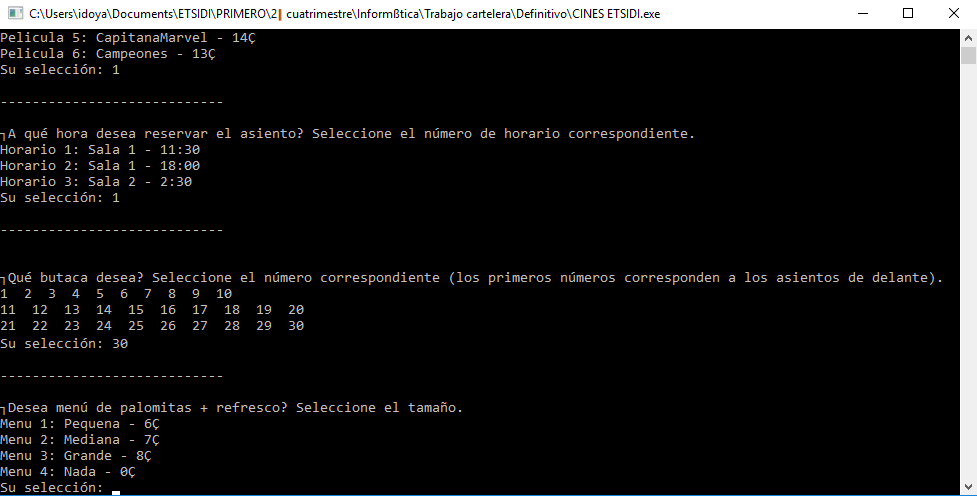 C:\Users\idoya\Documents\ETSIDI\PRIMERO\2‖ cuatrimestre\Informßtica\Trabajo cartelera\Definitivo\CINES ETSIDI.exe
Pelicula 5: CapitanaMarvel - 14Ç
Pelicula 6: Campeones - 13Ç
Su selección: 1
----------------------------
┐A qué hora desea reservar el asiento? Seleccione el número de horario correspondiente.
Horario 1: Sala 1 - 11:30
Horario 2: Sala 1 - 18:00
Horario 3: Sala 2 - 2:30
Su selección: 1
----------------------------
┐Qué butaca desea? Seleccione el número correspondiente (los primeros números corresponden a los asientos de delante).
1  2  3  4  5  6  7  8  9  10
11  12  13  14  15  16  17  18  19  20
21  22  23  24  25  26  27  28  29  30
Su selección: 30
----------------------------
┐Desea menú de palomitas + refresco? Seleccione el tamaño.
Menu 1: Pequena - 6Ç
Menu 2: Mediana - 7Ç
Menu 3: Grande - 8Ç
Menu 4: Nada - 0Ç
Su selección: